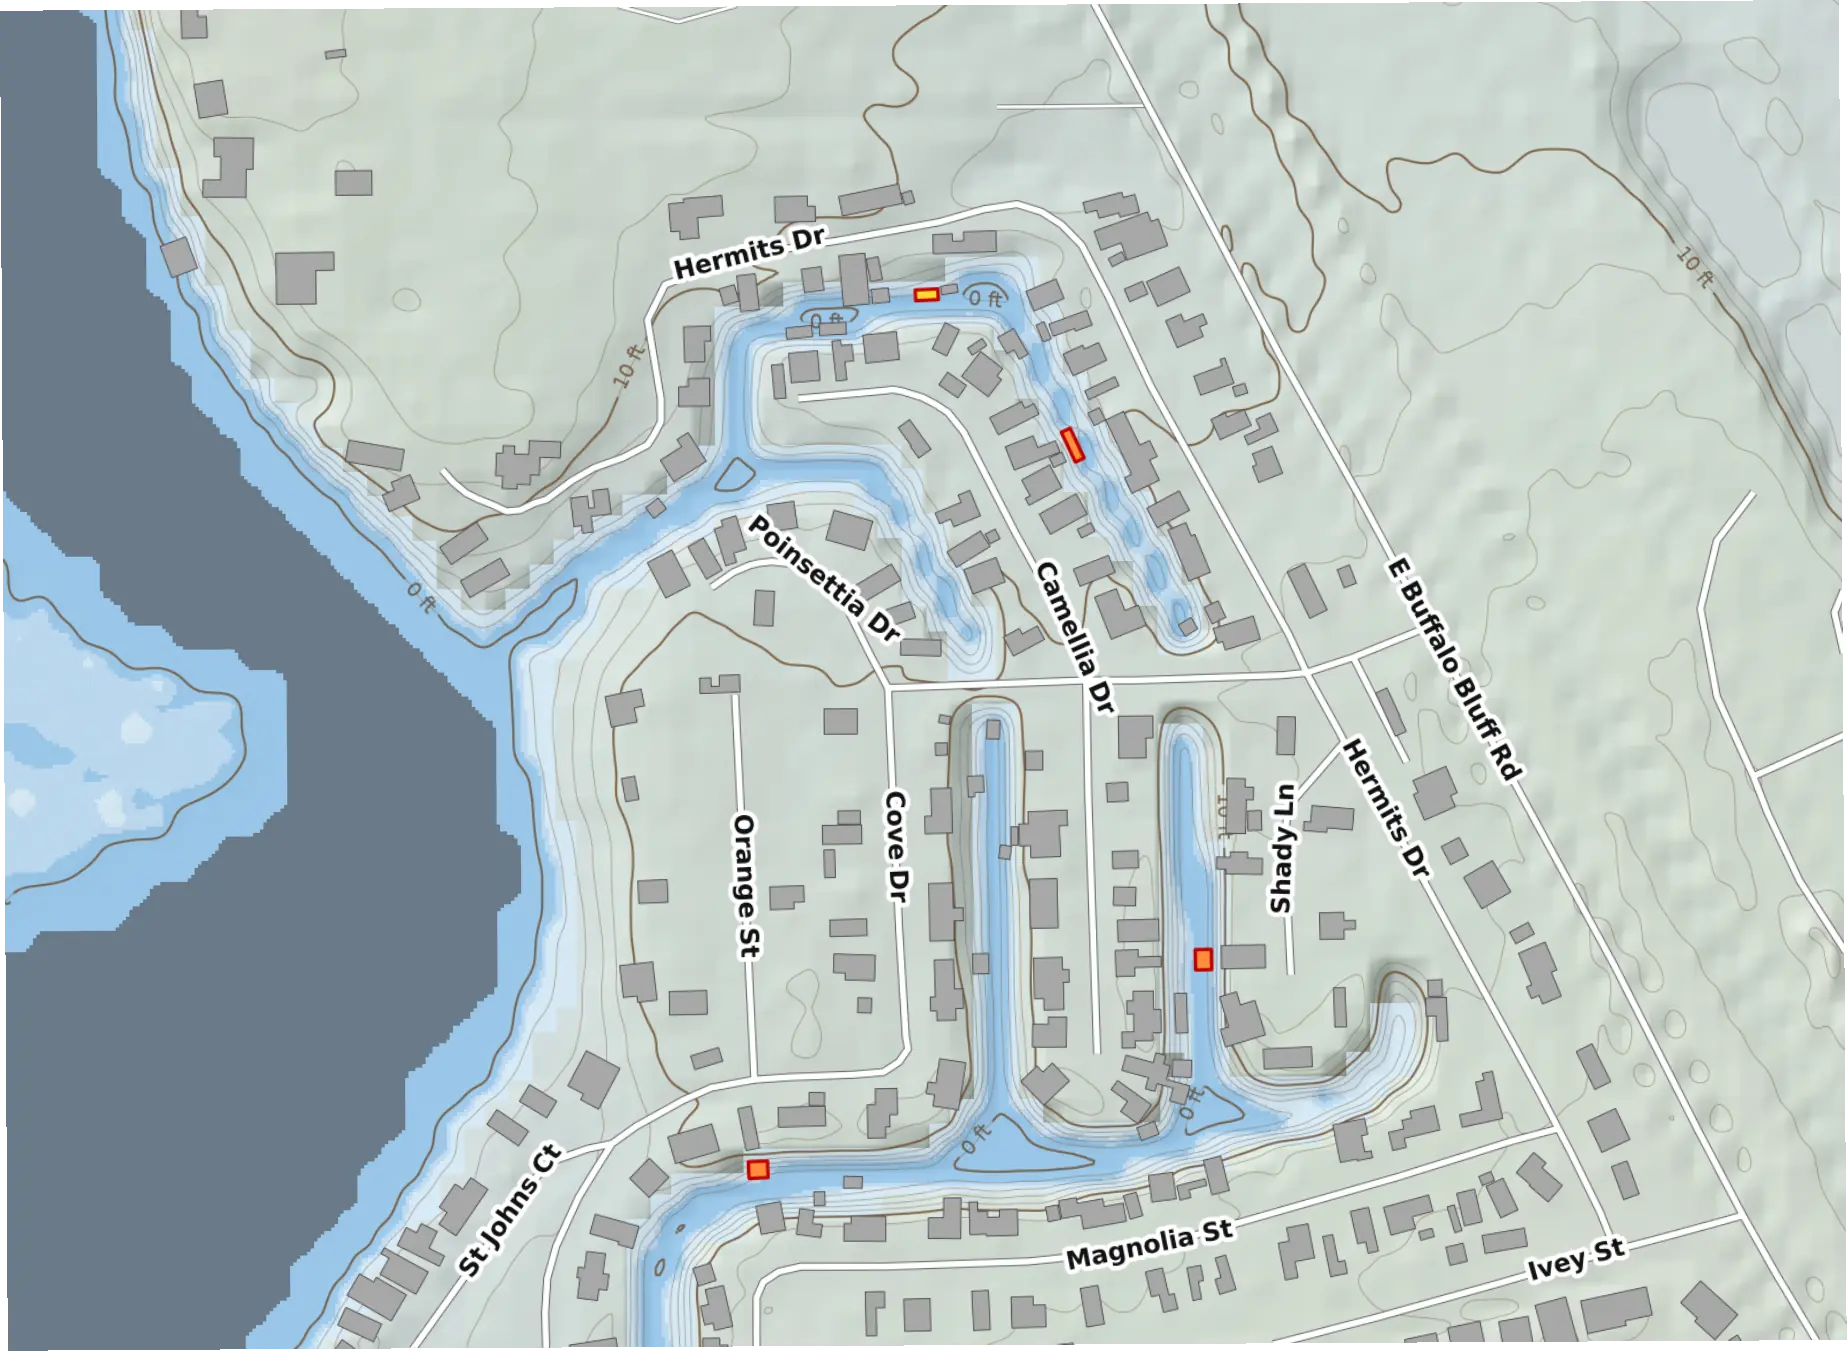 Hermits Dr
10 ft
0 ft
0 ft
10 ft
0 ft
Poinsettia Dr
Camellia Dr
E Buffalo Bluff Rd
Hermits Dr
Shady Ln
Cove Dr
Orange St
0 ft
0 ft
St Johns Ct
Magnolia St
Ivey St